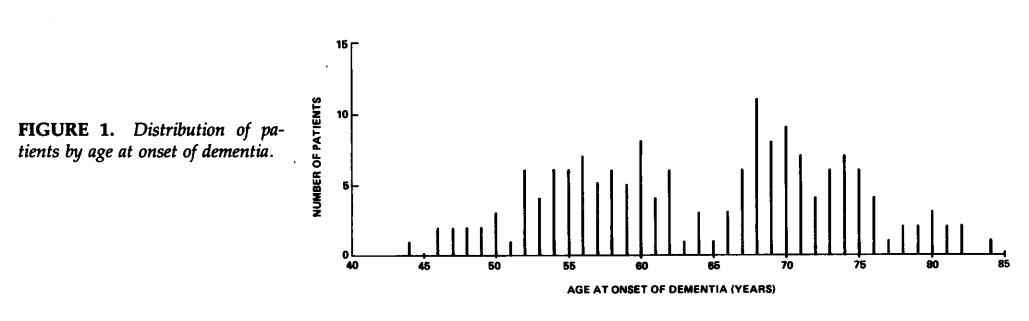 FIGURE 1. Distribution of pa-
tients by age at onset of dementia.
NUMBER OF PATIENTS
15
10
5
0
40 45 50 55 60 65 70 75 80 85
AGE AT ONSET OF DEMENTIA (YEARS)